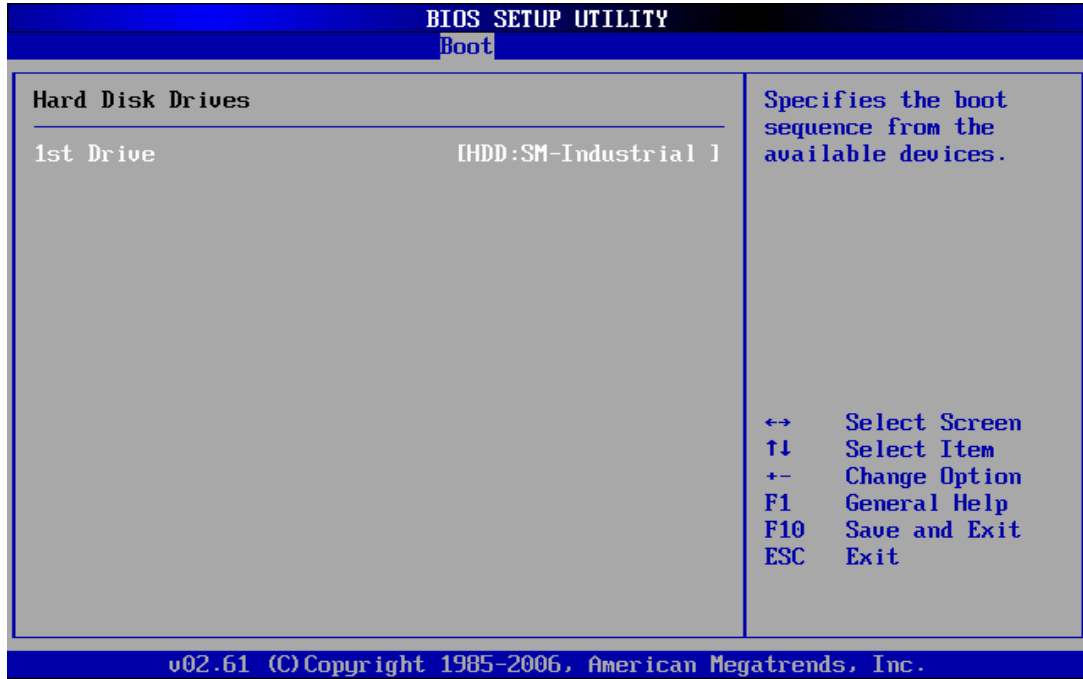 BIOS SETUP UTILITY
Boot
Hard Disk Drives
1st Drive [HDD:SM-Industrial ]
Specifies the boot
sequence from the
available devices.
←→ Select Screen
↑↓ Select Item
+- Change Option
F1 General Help
F10 Save and Exit
ESC Exit
v02.61 (C)Copyright 1985-2006, American Megatrends, Inc.